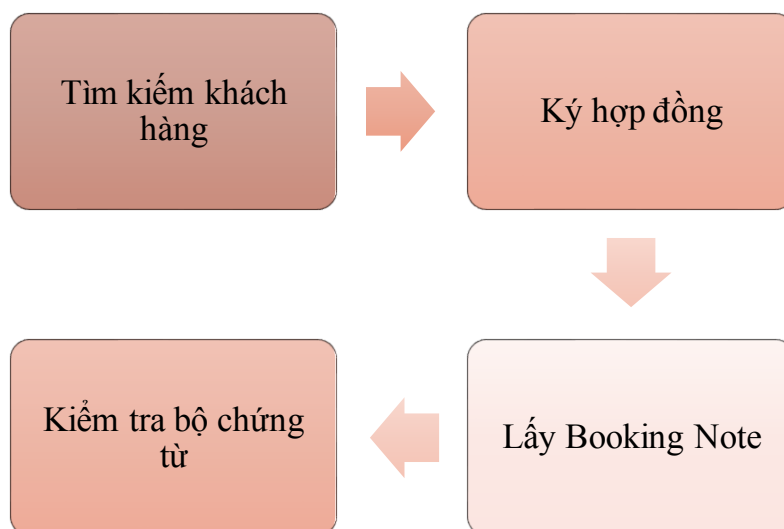 Tìm kiếm khách
hàng
Ký hợp đồng
Lấy Booking Note
Kiểm tra bộ chứng
từ